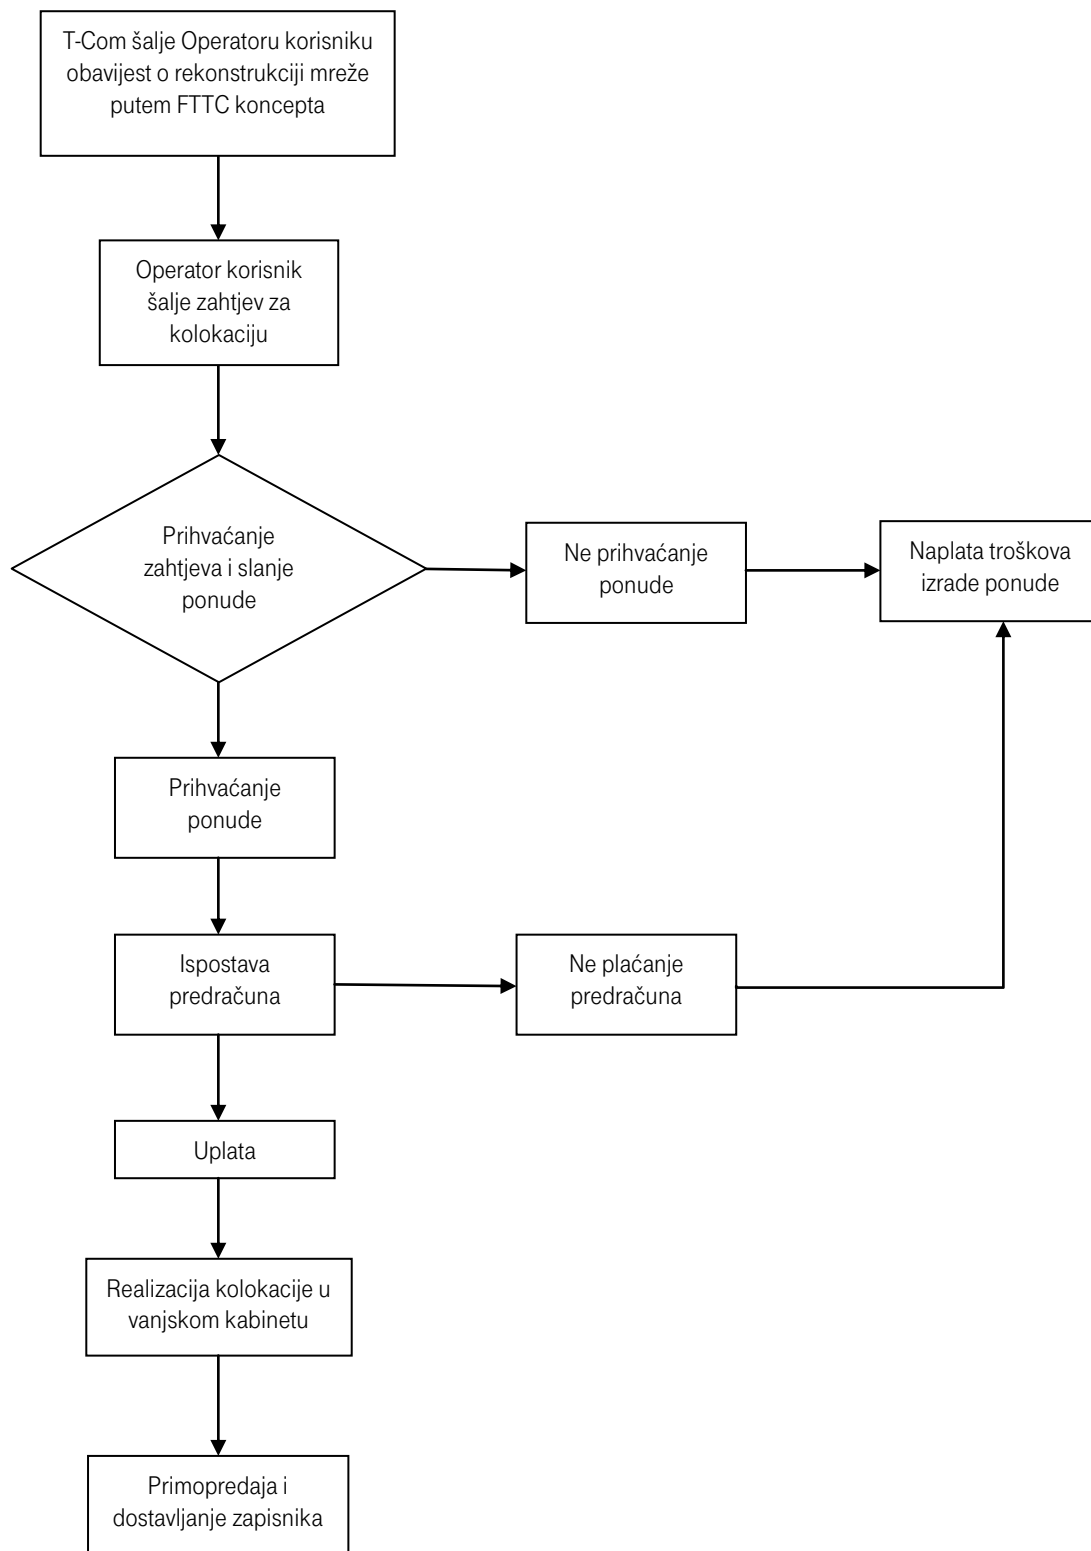 T-Com šalje Operatoru korisniku
obavijest o rekonstrukciji mreže
putem FTTC koncepta
Operator korisnik
šalje zahtjev za
kolokaciju
Prihvaćanje
zahtjeva i slanje
ponude
Ne prihvaćanje
ponude
Naplata troškova
izrade ponude
Prihvaćanje
ponude
Ispostava
predračuna
Ne plaćanje
predračuna
Uplata
Realizacija kolokacije u
vanjskom kabinetu
Primopredaja i
dostavljanje zapisnika